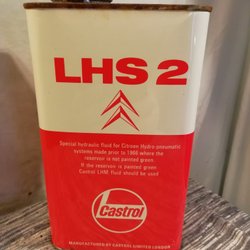 LHS 2
Special hydraulic fluid for Citroen Hydro-pneumatic
systems made prior to 1966 where the
reservoir is not painted green
If the reservoir is painted green
Castrol LHM fluid should be used
Castrol
MANUFACTURED BY CASTROL LIMITED LONDON